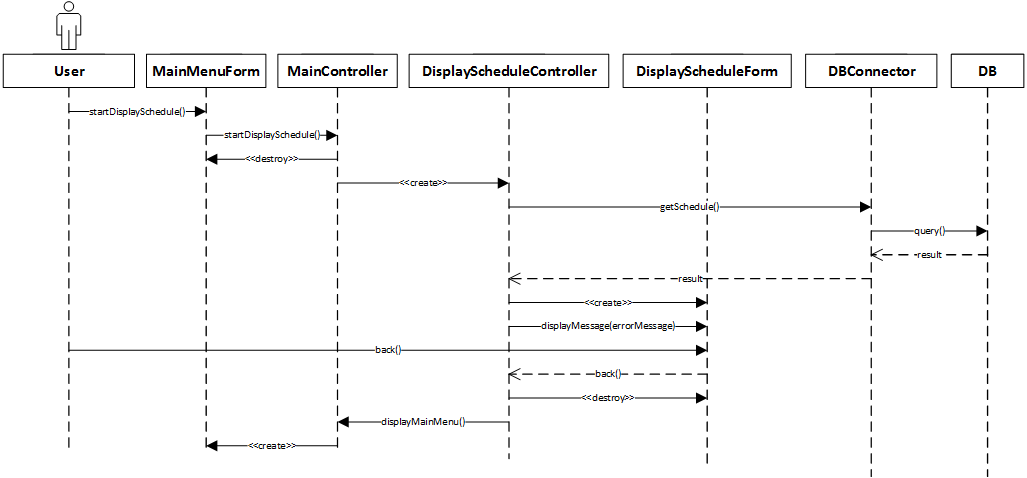 User
MainMenuForm
MainController
DisplayScheduleController
DisplayScheduleForm
DBConnector
DB
startDisplaySchedule()
startDisplaySchedule()
<<destroy>>
<<create>>
getSchedule()
query()
result
result
<<create>>
displayMessage(errorMessage)
back()
back()
<<destroy>>
displayMainMenu()
<<create>>